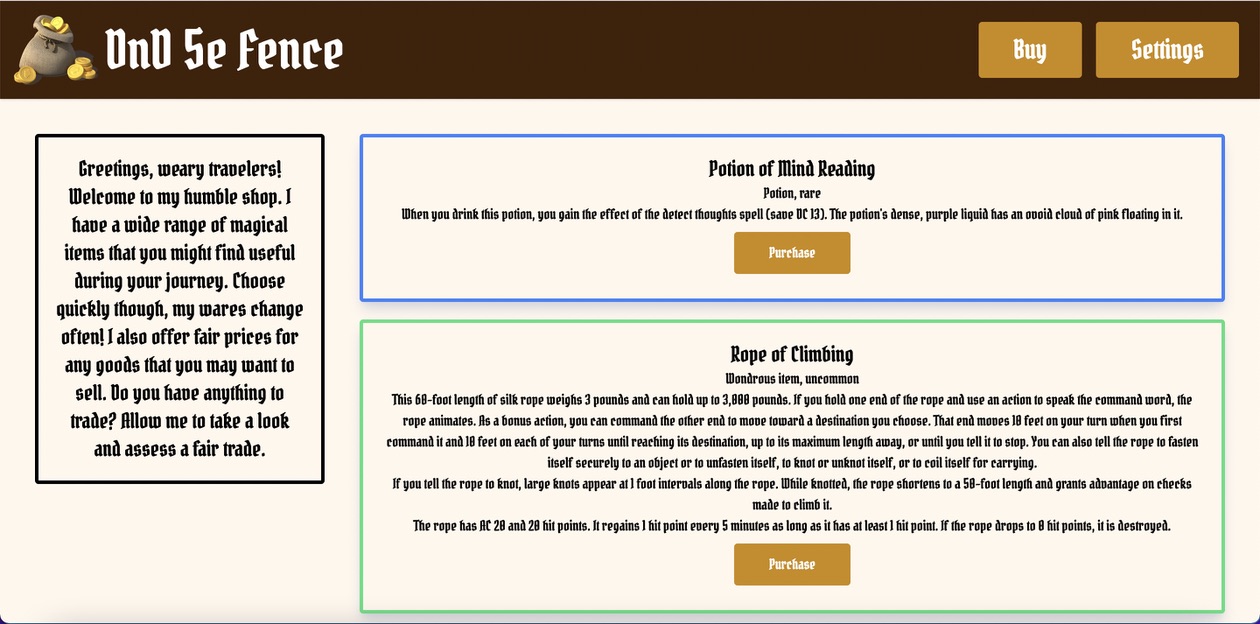 DnD 5e Fence
Buy
Settings
Greetings, weary travelers!
Welcome to my humble shop. I
have a wide range of magical
items that you might find useful
during your journey. Choose
quickly though, my wares change
often! I also offer fair prices for
any goods that you may want to
sell. Do you have anything to
trade? Allow me to take a look
and assess a fair trade.
Potion of Mind Reading
Potion, rare
When you drink this potion, you gain the effect of the detect thoughts spell (save DC 13). The potion's dense, purple liquid has an ovoid cloud of pink floating in it.
Purchase
Rope of Climbing
Wondrous item, uncommon
This 60-foot length of silk rope weighs 3 pounds and can hold up to 3,000 pounds. If you hold one end of the rope and use an action to speak the command word, the
rope animates. As a bonus action, you can command the other end to move toward a destination you choose. That end moves 10 feet on your turn when you first
command it and 10 feet on each of your turns until reaching its destination, up to its maximum length away, or until you tell it to stop. You can also tell the rope to fasten
itself securely to an object or to unfasten itself, to knot or unknot itself, or to coil itself for carrying.
If you tell the rope to knot, large knots appear at 1 foot intervals along the rope. While knotted, the rope shortens to a 50-foot length and grants advantage on checks
made to climb it.
The rope has AC 20 and 20 hit points. It regains 1 hit point every 5 minutes as long as it has at least 1 hit point. If the rope drops to 0 hit points, it is destroyed.
Purchase